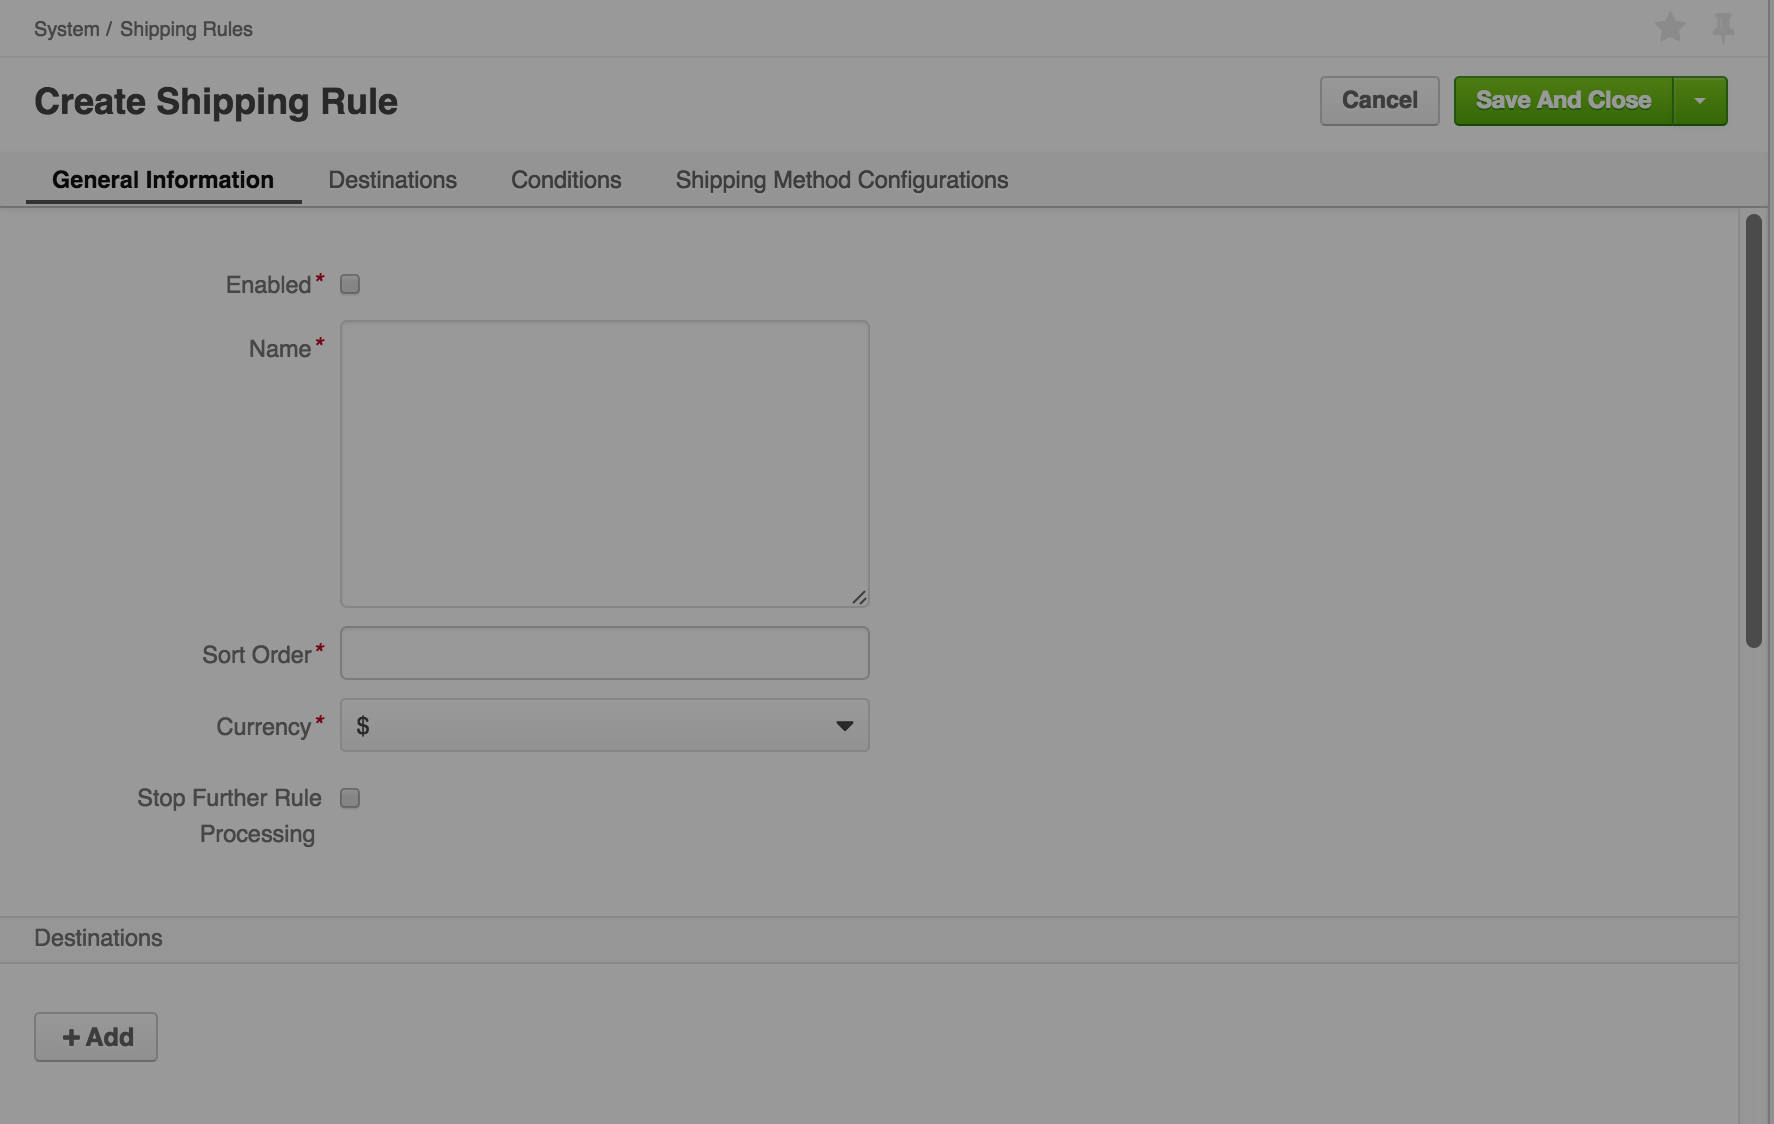 System / Shipping Rules
Create Shipping Rule
Cancel
Save And Close
General Information
Destinations
Conditions
Shipping Method Configurations
Enabled*
Name*
Sort Order*
Currency*
$
Stop Further Rule
Processing
Destinations
+ Add